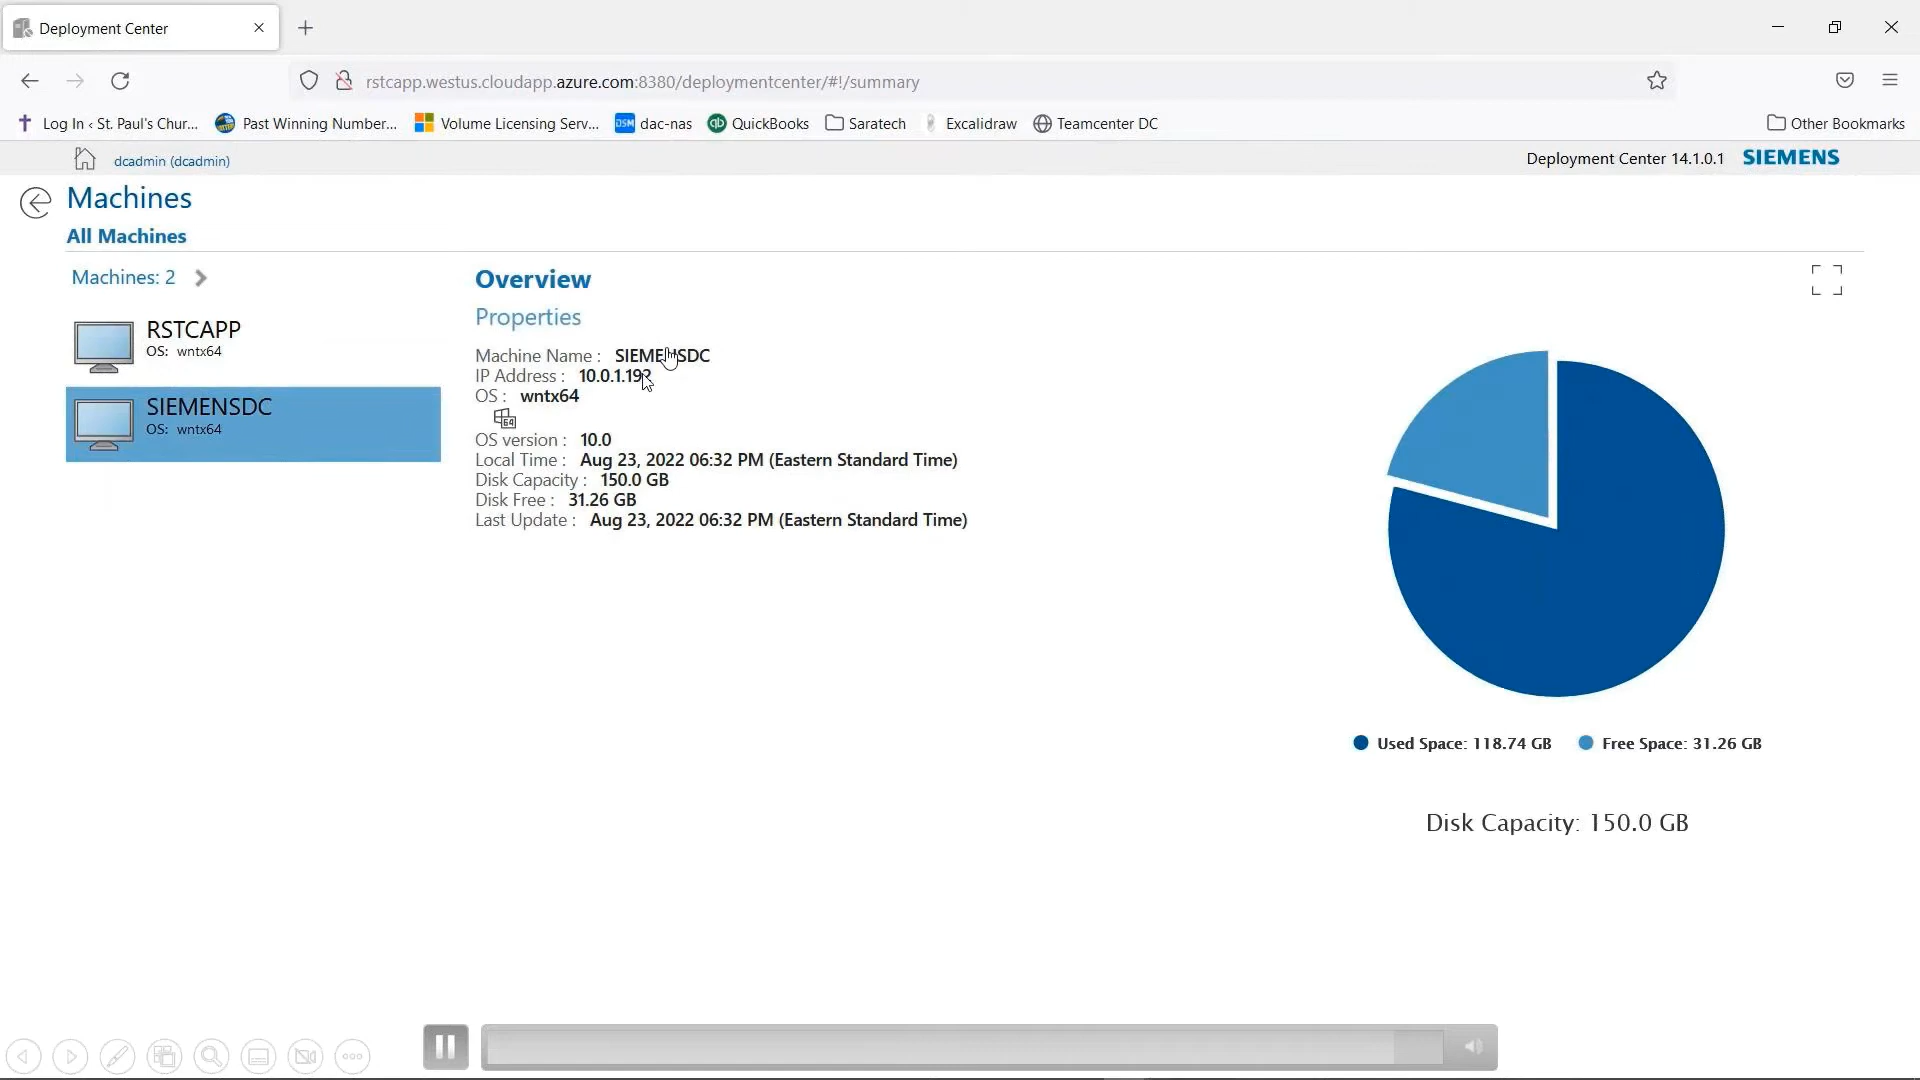 Deployment Center
rstcapp.westus.cloudapp.azure.com:8380/deploymentcenter/#!/summary
Log In ‹ St. Paul's Chur... Past Winning Number... Volume Licensing Serv... DSM dac-nas qb QuickBooks Saratech Excalidraw Teamcenter DC Other Bookmarks
dcadmin (dcadmin) Deployment Center 14.1.0.1 SIEMENS
Machines
All Machines
Machines: 2
RSTCAPP
OS: wntx64
SIEMENSDC
OS: wntx64
Overview
Properties
Machine Name : SIEMENSDC
IP Address :
OS : wntx64
64
OS version : 10.0
Local Time : Aug 23, 2022 06:32 PM (Eastern Standard Time)
Disk Capacity : 150.0 GB
Disk Free : 31.26 GB
Last Update : Aug 23, 2022 06:32 PM (Eastern Standard Time)
Used Space: 118.74 GB Free Space: 31.26 GB
Disk Capacity: 150.0 GB